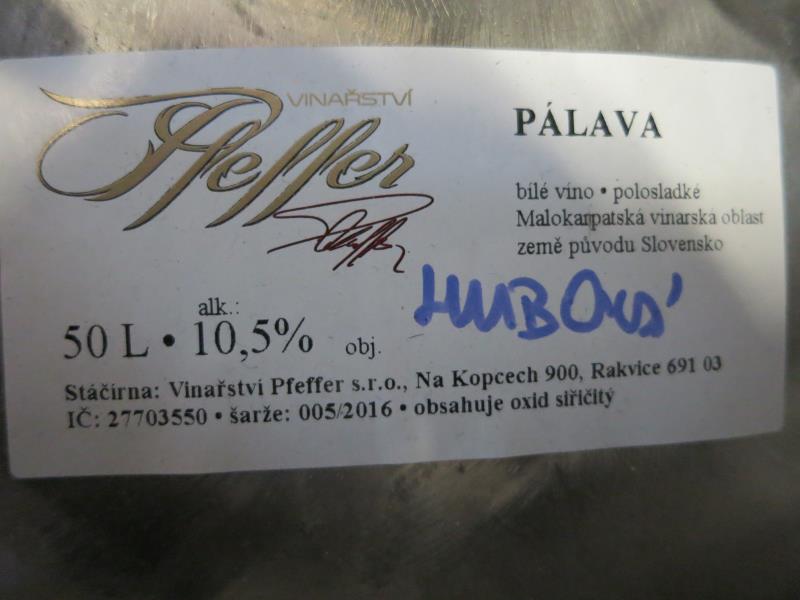 VINAŘSTVÍ
Pfeffer
PÁLAVA
bílé víno • polosladké
Malokarpatská vinarská oblast
země původu Slovensko
alk.:
50 L • 10,5% obj.
Stáčírna: Vinařství Pfeffer s.r.o., Na Kopcech 900, Rakvice 691 03
IČ: 27703550 • šarže: 005/2016 • obsahuje oxid siřičitý